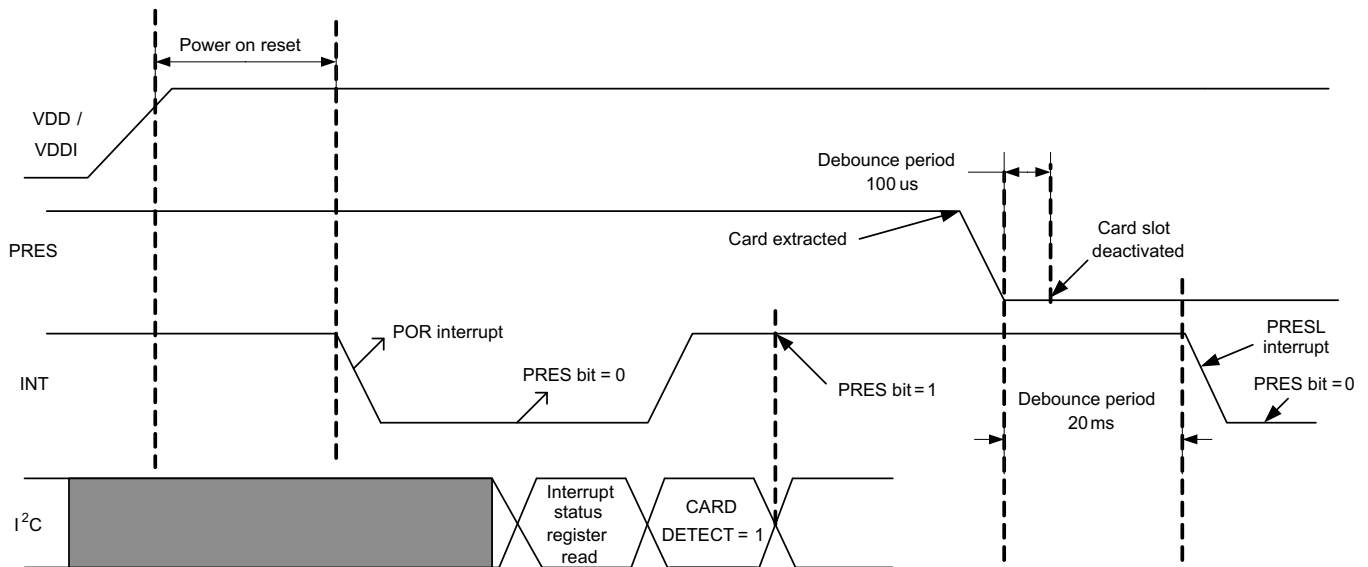 Power on reset
VDD /
VDDI
Debounce period
100 us
Card extracted
Card slot
deactivated
PRES
POR interrupt
PRESL
interrupt
INT
PRES bit = 0
PRES bit = 1
PRES bit = 0
Debounce period
20 ms
I²C
Interrupt
status
register
read
CARD
DETECT = 1